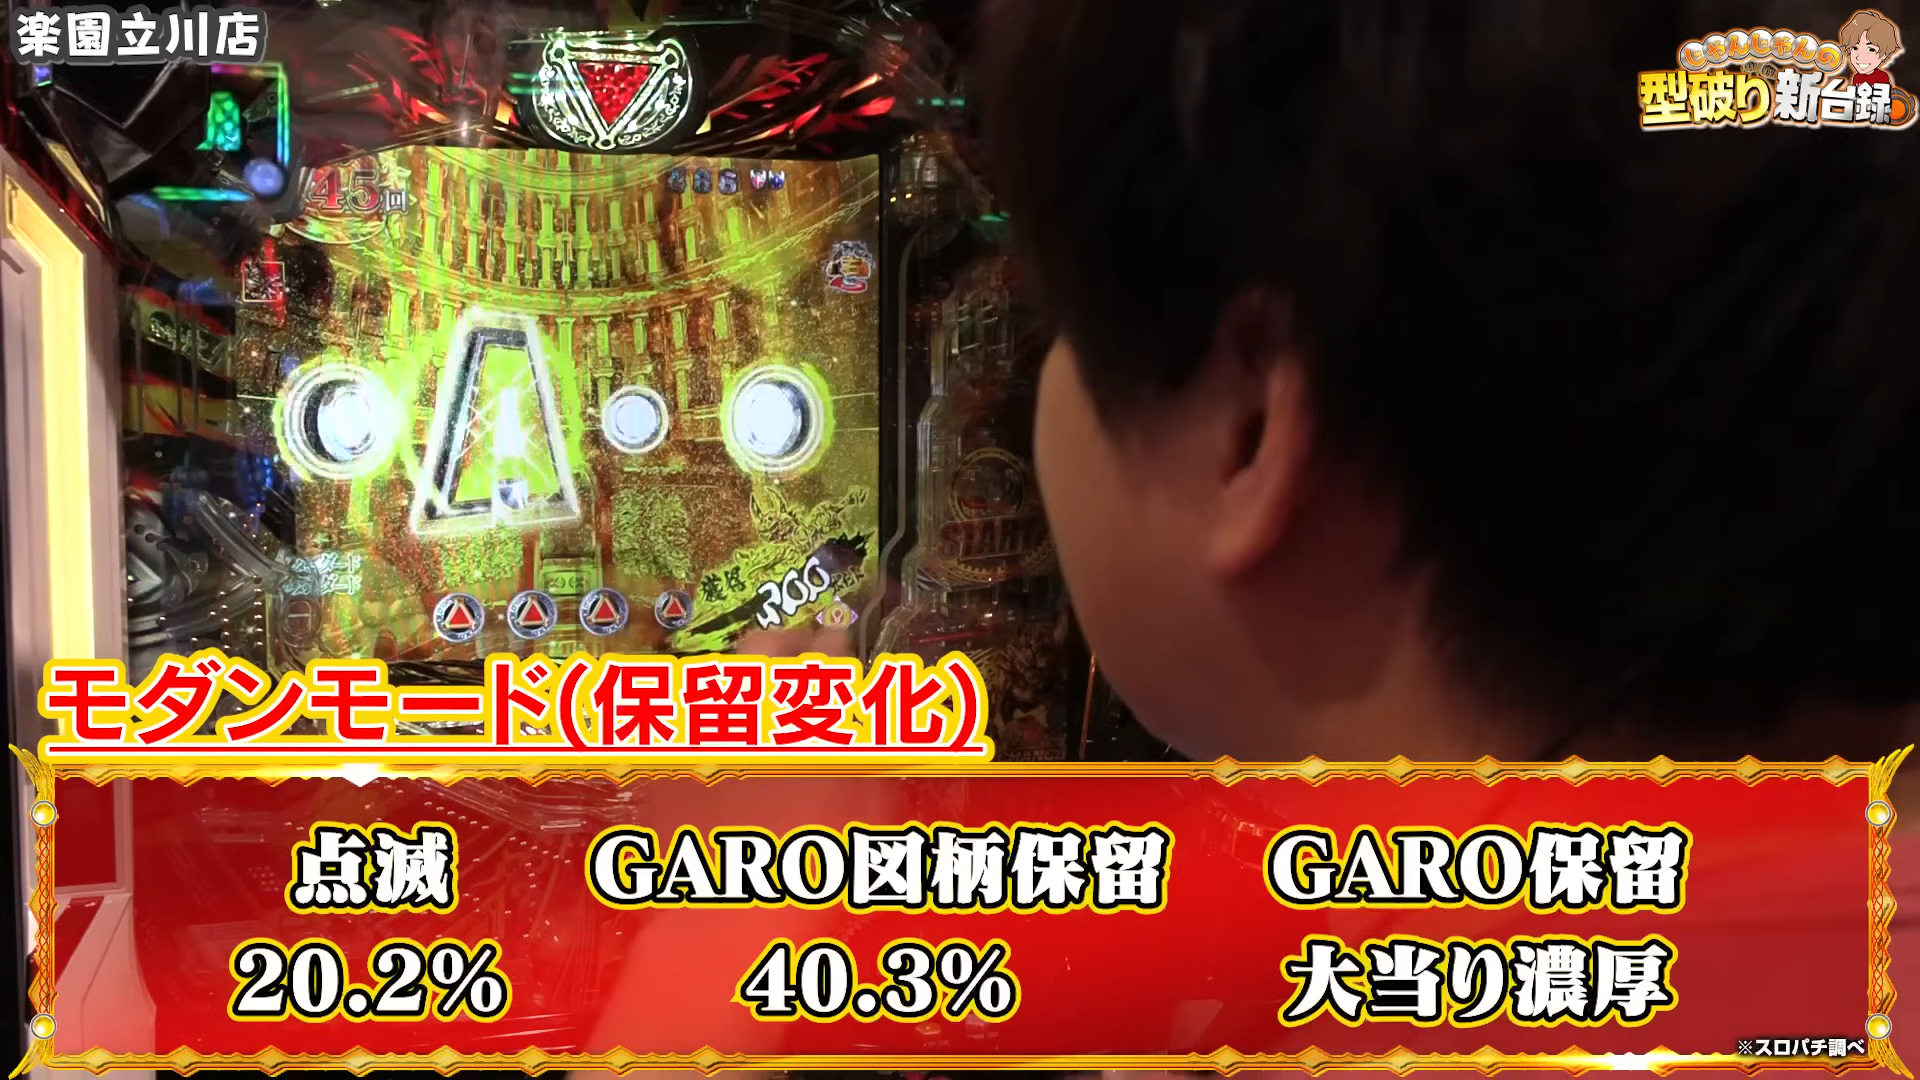 楽園立川店
じゃんじゃんの
型破り新台録
45回
START
300
モダンモード(保留変化)
点滅 GARO図柄保留 GARO保留
20.2% 40.3% 大当り濃厚
※スロパチ調べ